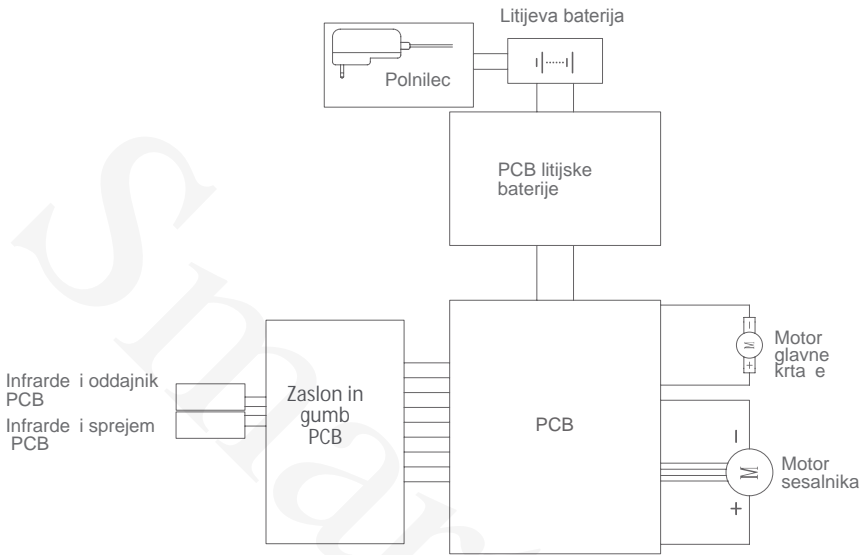 Litijeva baterija
Polnilec
PCB litijske
baterije
Motor
glavne
krta e
Infrarde i oddajnik
PCB
Infrarde i sprejem
PCB
Zaslon in
gumb
PCB
PCB
Motor
sesalnika
M
M
Smar